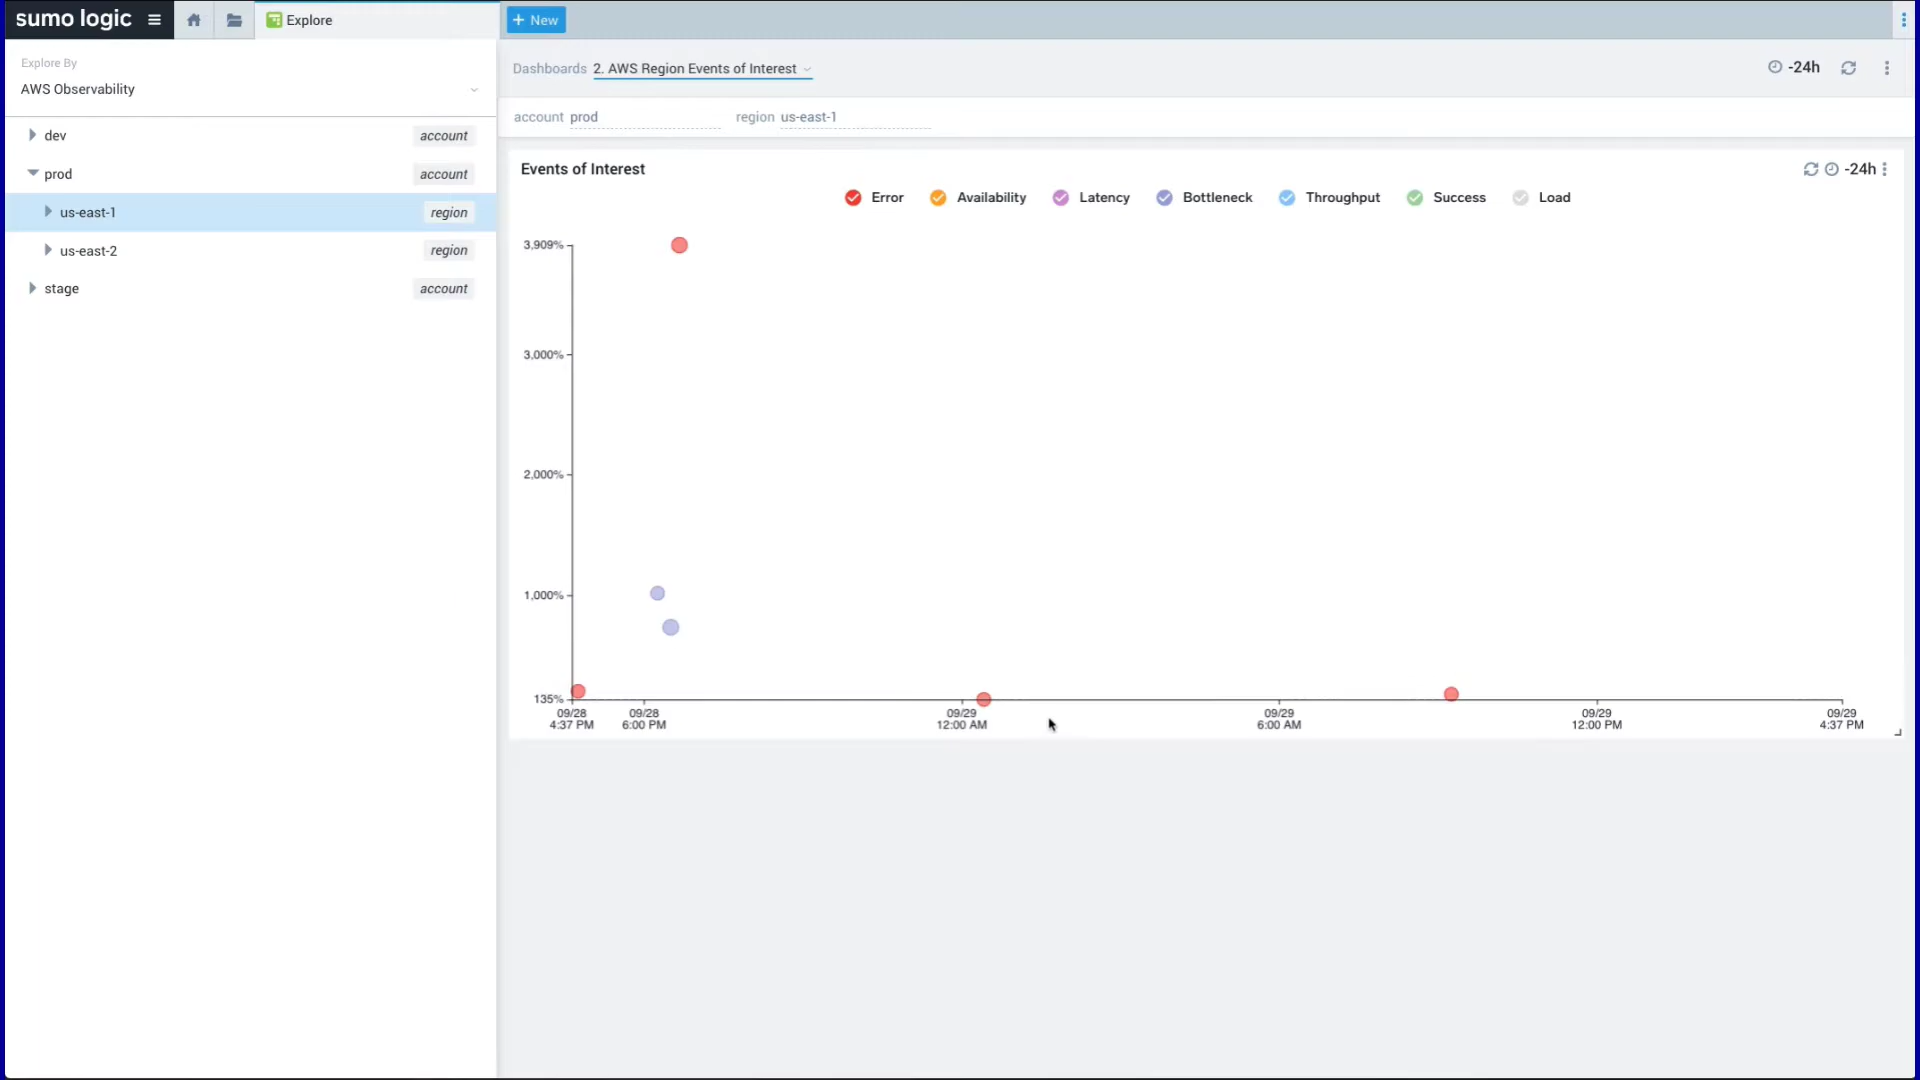 sumo logic
Explore
+ New
Explore By
AWS Observability
dev account
prod account
us-east-1 region
us-east-2 region
stage account
Dashboards 2. AWS Region Events of Interest
-24h
account prod region us-east-1
Events of Interest
-24h
Error Availability Latency Bottleneck Throughput Success Load
3,909%
3,000%
2,000%
1,000%
135%
09/28 09/28 09/29 09/29 09/29 09/29
4:37 PM 6:00 PM 12:00 AM 6:00 AM 12:00 PM 4:37 PM